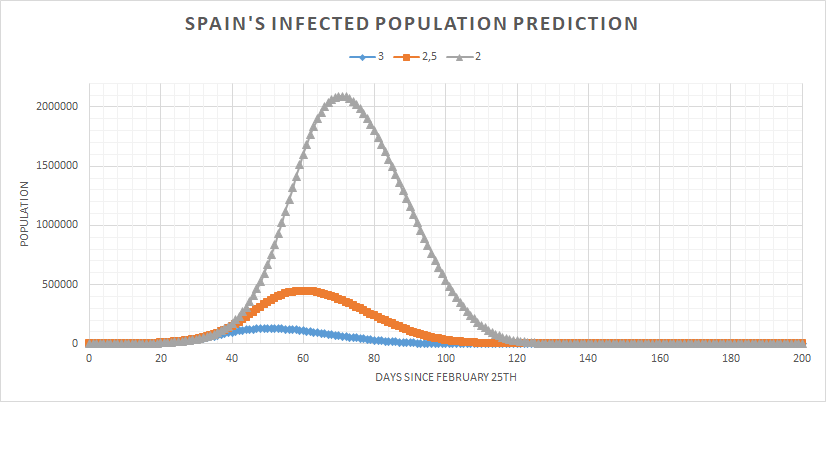 SPAIN'S INFECTED POPULATION PREDICTION
3 2,5 2
2000000
1500000
1000000
500000
0
POPULATION
0 20 40 60 80 100 120 140 160 180 200
DAYS SINCE FEBRUARY 25TH